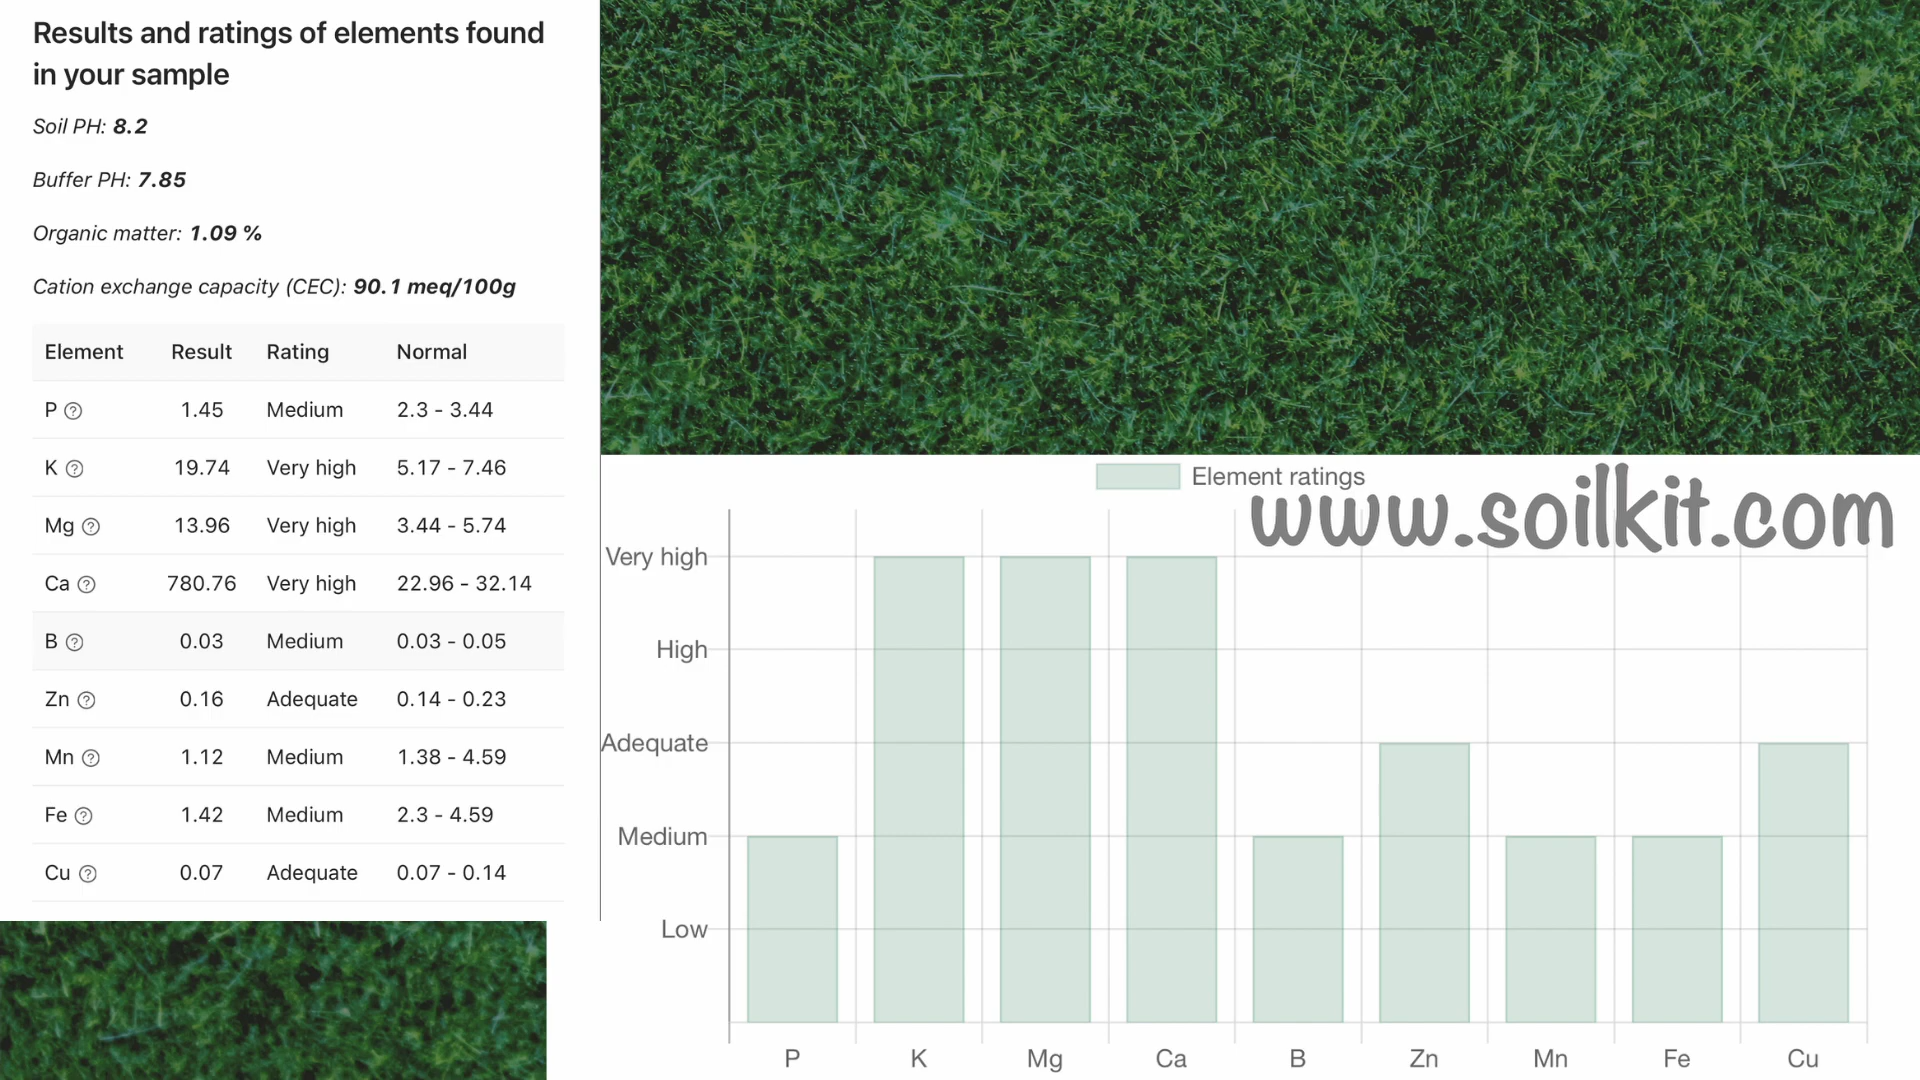 Results and ratings of elements found
in your sample
Soil PH: 8.2
Buffer PH: 7.85
Organic matter: 1.09 %
Cation exchange capacity (CEC): 90.1 meq/100g
Element Result Rating Normal
P ? 1.45 Medium 2.3 - 3.44
K ? 19.74 Very high 5.17 - 7.46
Mg ? 13.96 Very high 3.44 - 5.74
Ca ? 780.76 Very high 22.96 - 32.14
B ? 0.03 Medium 0.03 - 0.05
Zn ? 0.16 Adequate 0.14 - 0.23
Mn ? 1.12 Medium 1.38 - 4.59
Fe ? 1.42 Medium 2.3 - 4.59
Cu ? 0.07 Adequate 0.07 - 0.14
Element ratings
www.soilkit.com
Very high
High
Adequate
Medium
Low
P K Mg Ca B Zn Mn Fe Cu